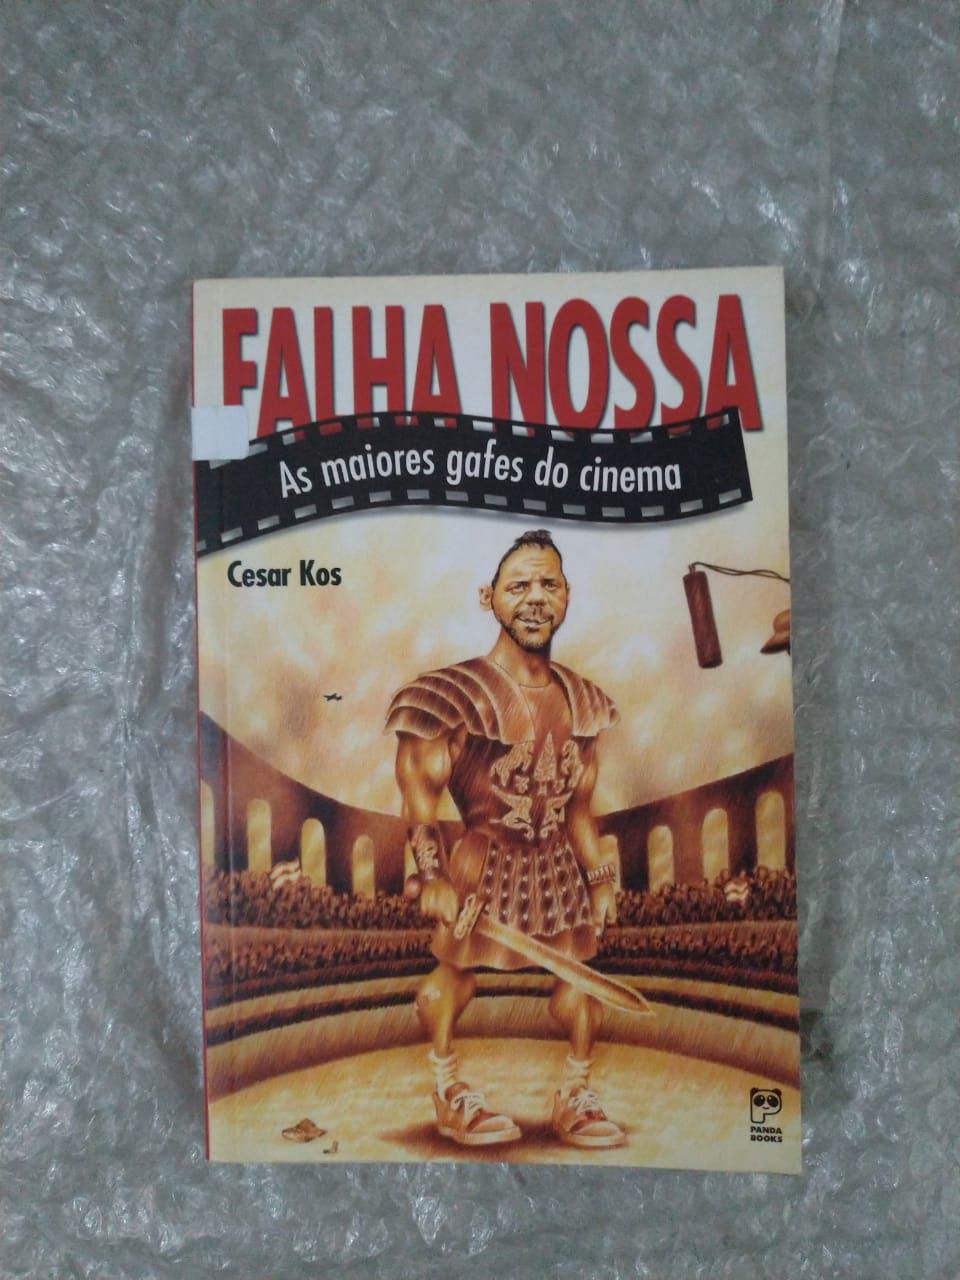 FALHA NOSSA
As maiores gafes do cinema
Cesar Kos
PANDA
BOOKS